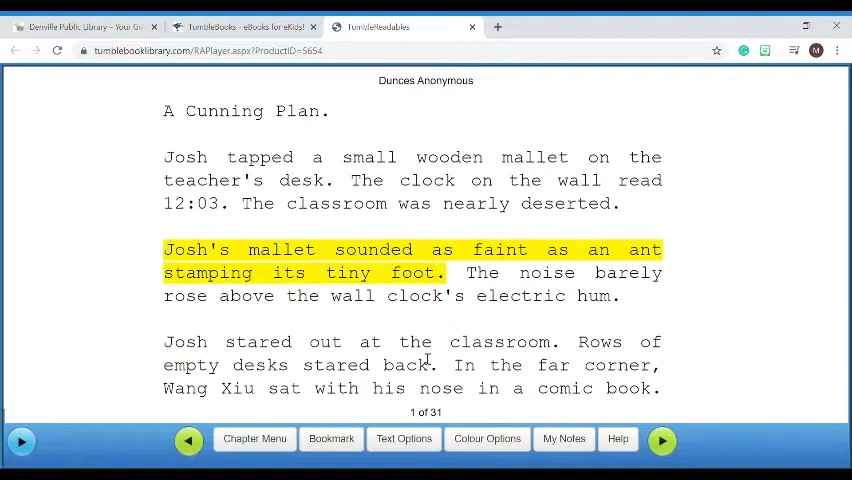 Denville Public Library – Your Gu
TumbleBooks - eBooks for eKids!
TumbleReadables
tumblebooklibrary.com/RAPlayer.aspx?ProductID=5654
M
Dunces Anonymous
A Cunning Plan.
Josh tapped a small wooden mallet on the
teacher's desk. The clock on the wall read
12:03. The classroom was nearly deserted.
Josh's mallet sounded as faint as an ant
stamping its tiny foot. The noise barely
rose above the wall clock's electric hum.
Josh stared out at the classroom. Rows of
empty desks stared back. In the far corner,
Wang Xiu sat with his nose in a comic book.
1 of 31
Chapter Menu Bookmark Text Options Colour Options My Notes Help